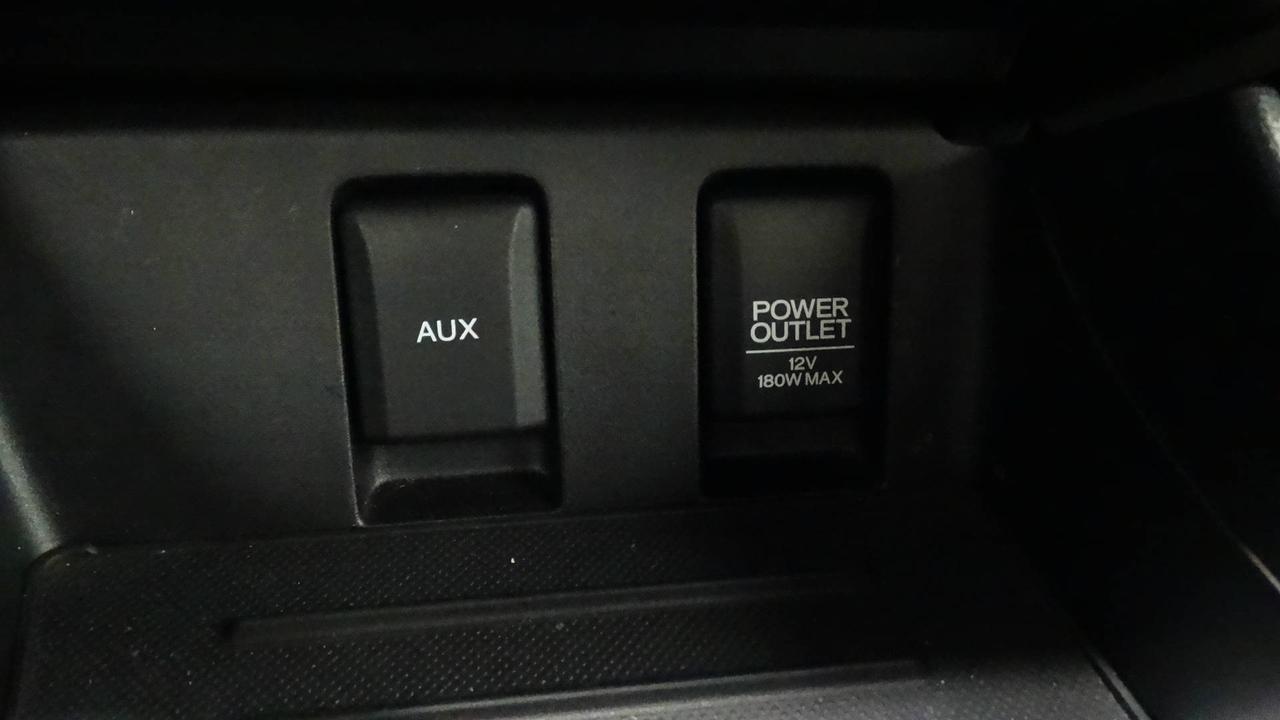 AUX
POWER
OUTLET
12V
180W MAX